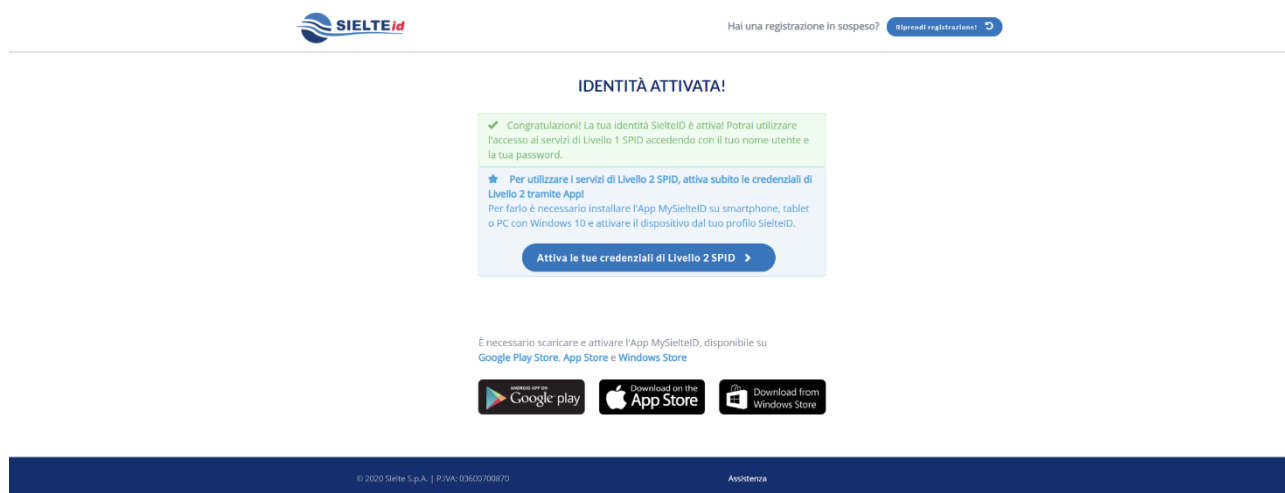 SIELTEid
Hai una registrazione in sospeso?
Riprendi registrazione!
IDENTITÀ ATTIVATA!
Congratulazioni! La tua identità SielteID è attiva! Potrai utilizzare
l'accesso ai servizi di Livello 1 SPID accedendo con il tuo nome utente e
la tua password.
Per utilizzare i servizi di Livello 2 SPID, attiva subito le credenziali di
Livello 2 tramite App!
Per farlo è necessario installare l'App MySielteID su smartphone, tablet
o PC con Windows 10 e attivare il dispositivo dal tuo profilo SielteID.
Attiva le tue credenziali di Livello 2 SPID
È necessario scaricare e attivare l'App MySielteID, disponibile su
Google Play Store, App Store e Windows Store
ANDROID APP ON
Google play
Download on the
App Store
Download from
Windows Store
© 2020 Sielte S.p.A. | P.IVA: 03600700870
Assistenza